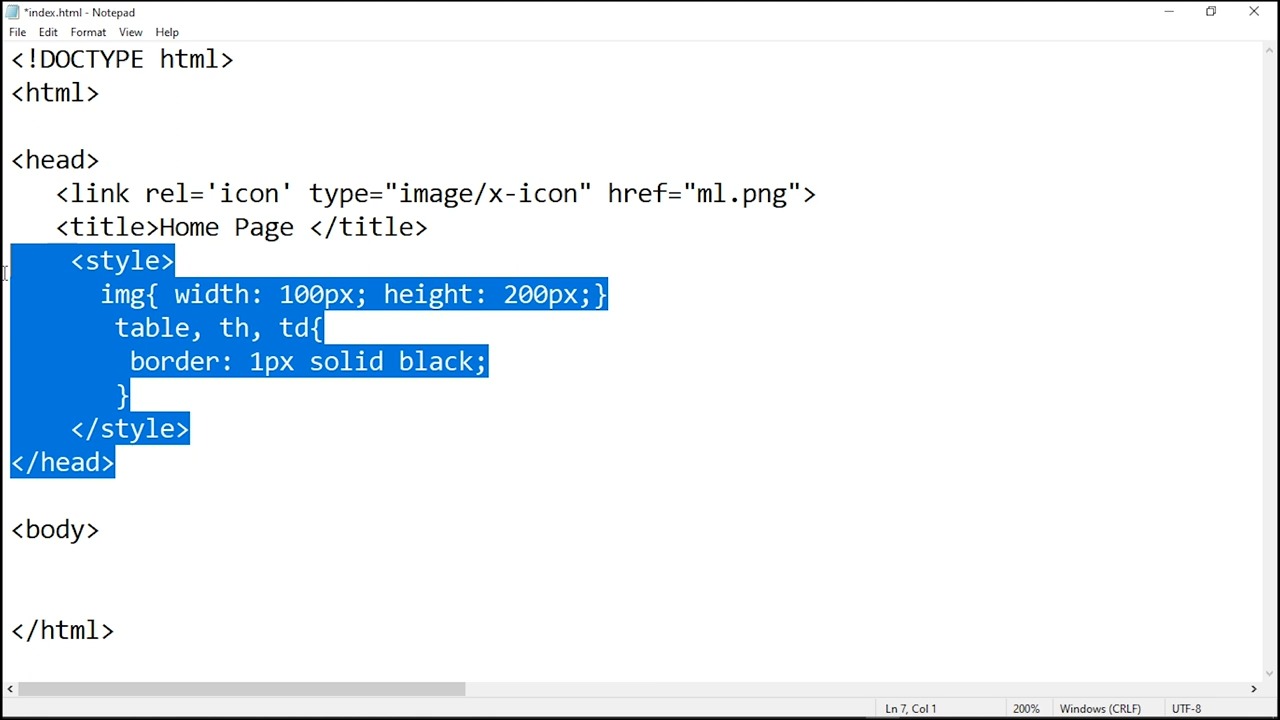 *index.html - Notepad
File Edit Format View Help
<!DOCTYPE html>
<html>
<head>
<link rel='icon' type="image/x-icon" href="ml.png">
<title>Home Page </title>
<style>
img{ width: 100px; height: 200px;}
table, th, td{
border: 1px solid black;
}
</style>
</head>
<body>
</html>
Ln 7, Col 1 200% Windows (CRLF) UTF-8